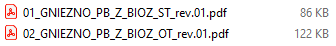 01_GNIEZNO_PB_Z_BIOZ_ST_rev.01.pdf 86 KB
02_GNIEZNO_PB_Z_BIOZ_OT_rev.01.pdf 122 KB